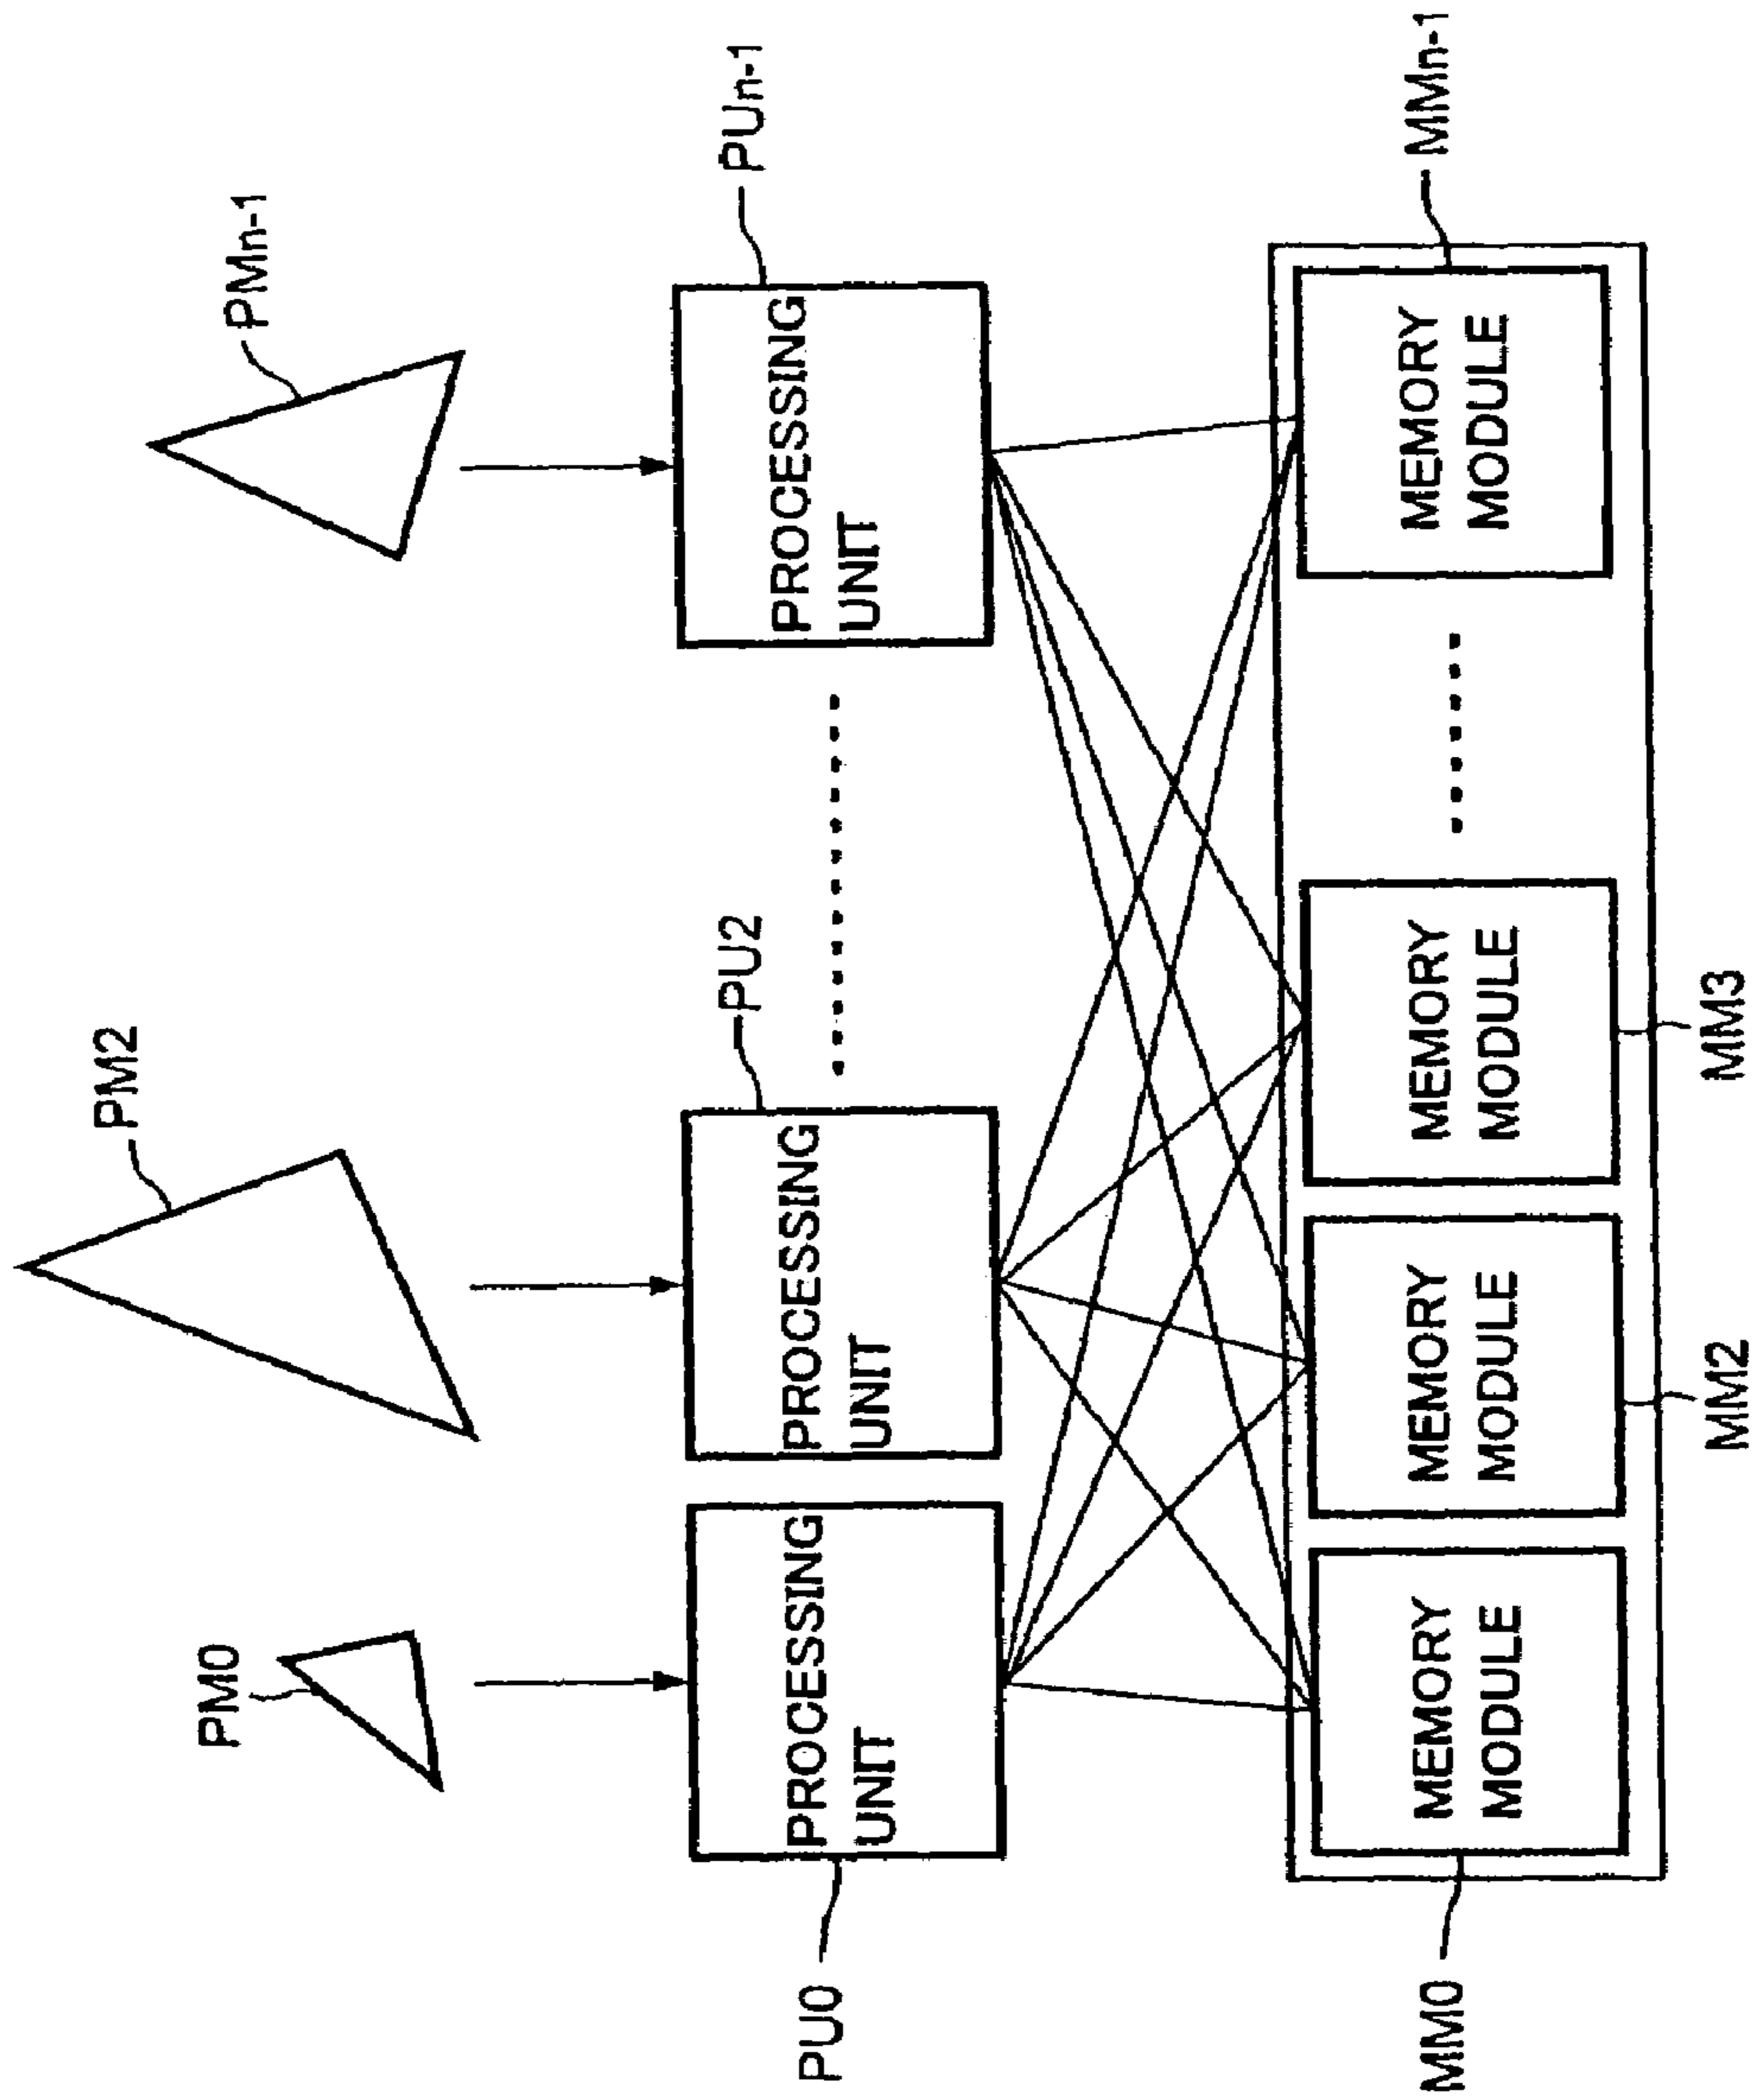 PM0
PM2
PMn-1
PU0
PROCESSING
UNIT
PU2
PROCESSING
UNIT
PUn-1
PROCESSING
UNIT
MM0
MEMORY
MODULE
MM2
MEMORY
MODULE
MM3
MEMORY
MODULE
MMn-1
MEMORY
MODULE